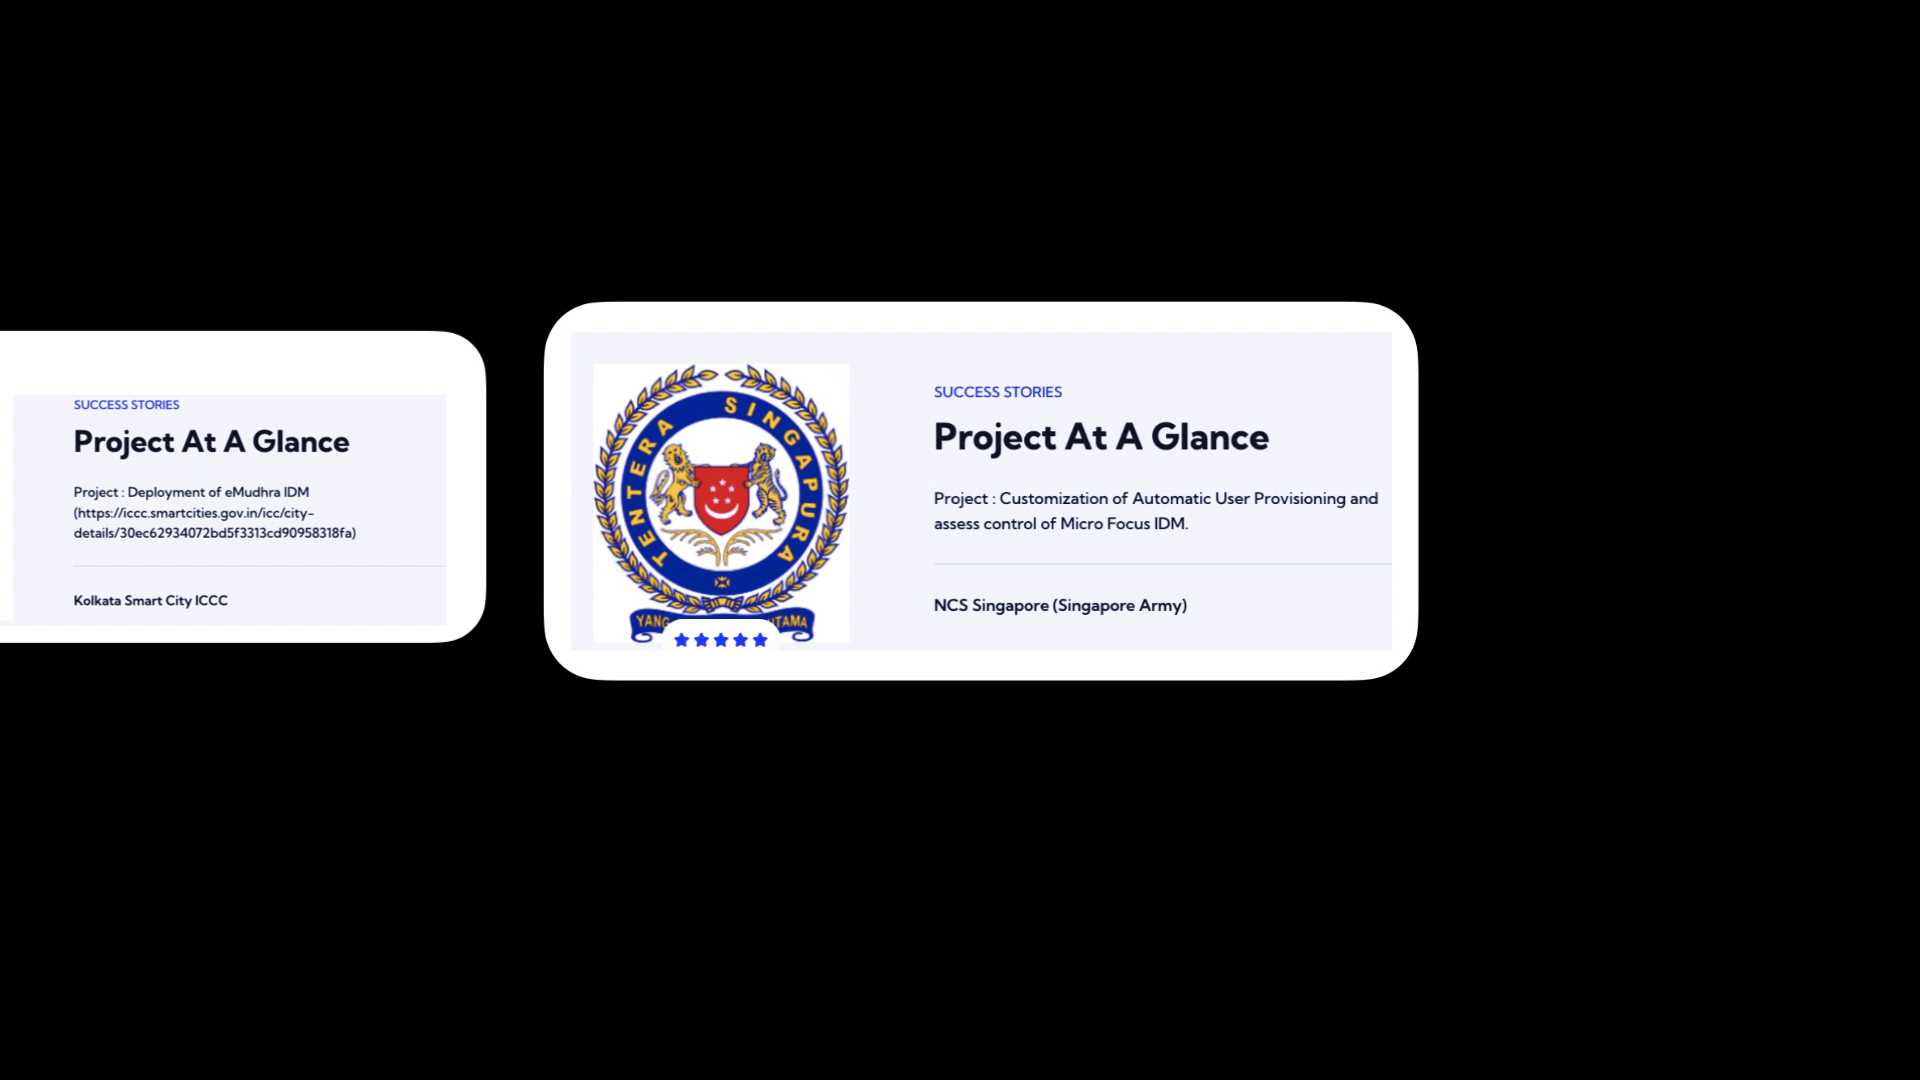 SUCCESS STORIES
Project At A Glance
Project : Deployment of eMudhra IDM
(https://iccc.smartcities.gov.in/icc/city-
details/30ec62934072bd5f3313cd90958318fa)
Kolkata Smart City ICCC
TENTERA SINGAPURA
YANG UTAMA
SUCCESS STORIES
Project At A Glance
Project : Customization of Automatic User Provisioning and
assess control of Micro Focus IDM.
NCS Singapore (Singapore Army)